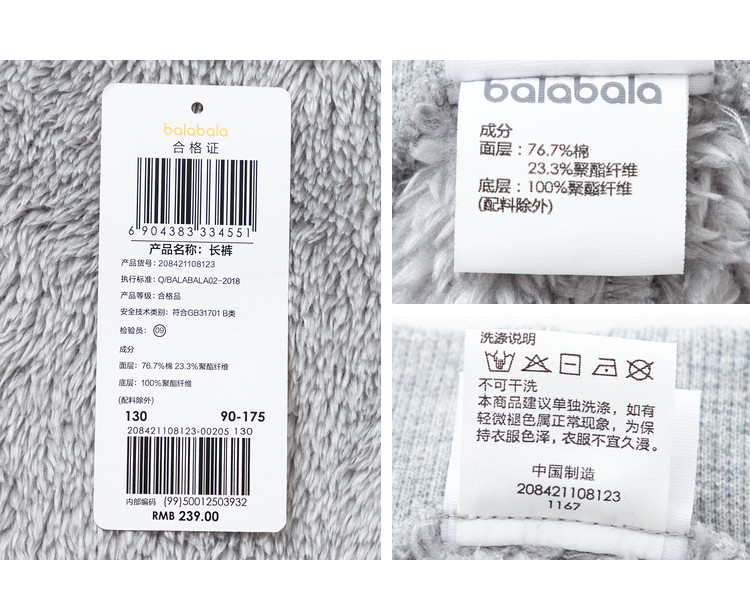 balabala
合格证
6 904383 334551
产品名称：长裤
产品货号：208421108123
执行标准：Q/BALABALA02-2018
产品等级：合格品
安全技术类别：符合GB31701 B类
检验员：09
成分
面层：76.7%棉 23.3%聚酯纤维
底层：100%聚酯纤维
(配料除外)
130 90-175
208421108123-00205 130
内部编码 (99)50012503932
RMB 239.00
balabala
成分
面层：76.7%棉
23.3%聚酯纤维
底层：100%聚酯纤维
(配料除外)
洗涤说明
不可干洗
本商品建议单独洗涤，如有
轻微褪色属正常现象，为保
持衣服色泽，衣服不宜久浸。
中国制造
208421108123
1167